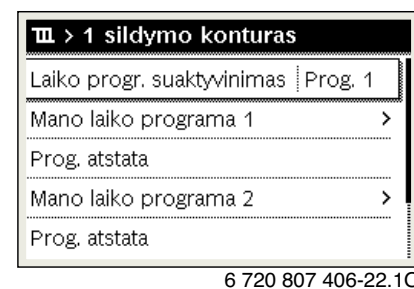 > 1 sildymo konturas
Laiko progr. suaktyvinimas Prog. 1
Mano laiko programa 1 >
Prog. atstata
Mano laiko programa 2 >
Prog. atstata
6 720 807 406-22.1O